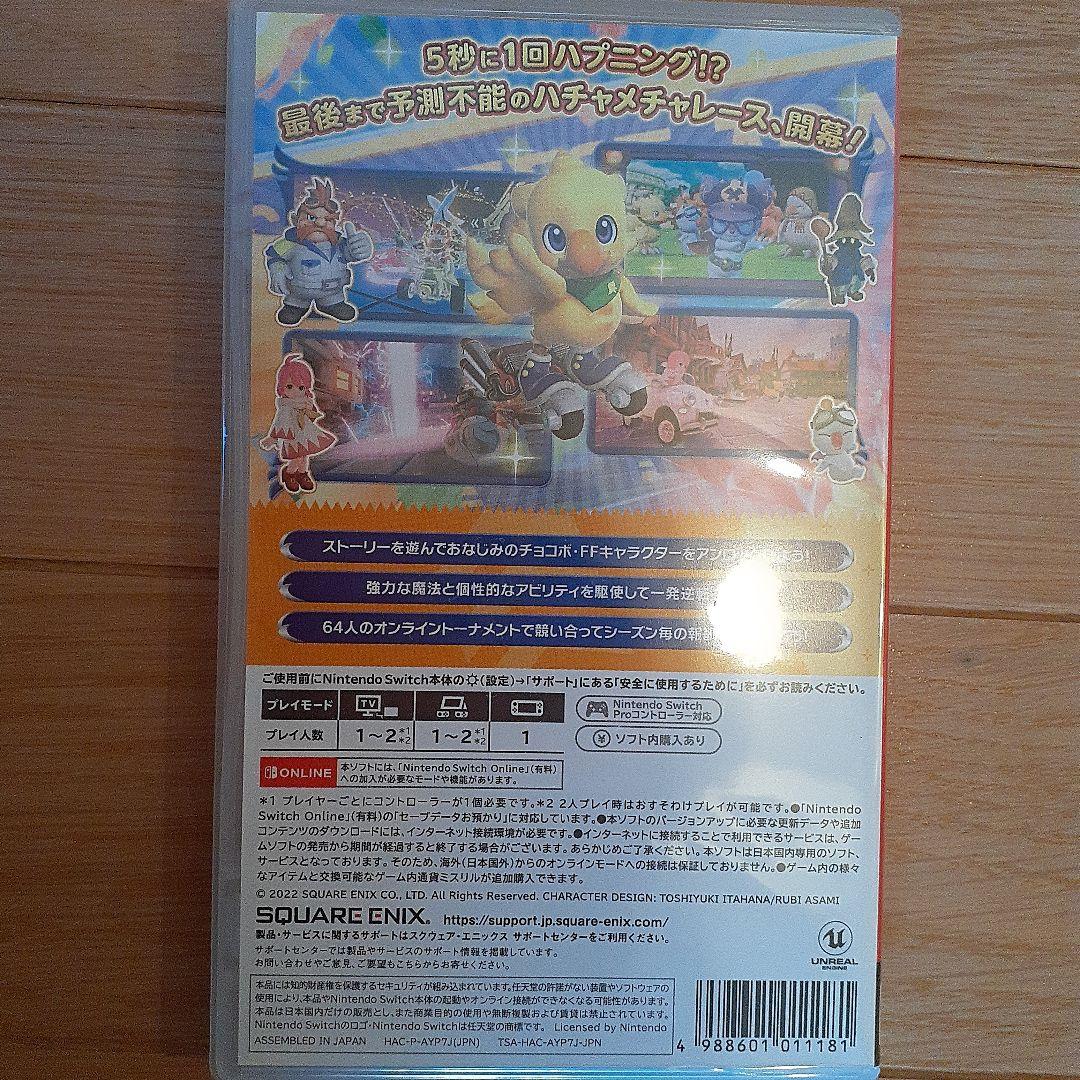 5秒に1回ハプニング!?
最後まで予測不能のハチャメチャレース、開幕!
ストーリーを遊んでおなじみのチョコボ・FFキャラクターをアン
強力な魔法と個性的なアビリティを駆使して一発逆
64人のオンライントーナメントで競い合ってシーズン毎の報
ご使用前にNintendo Switch本体の(設定)→「サポート」にある「安全に使用するために」を必ずお読みください。
プレイモード TV
プレイ人数 1～2 *1 *2 1～2 *1 *2 1
Nintendo Switch
Proコントローラー対応
¥ ソフト内購入あり
ONLINE 本ソフトには、「Nintendo Switch Online」(有料)
への加入が必要なモードや機能があります。
*1 プレイヤーごとにコントローラーが1個必要です。*2 2人プレイ時はおすそわけプレイが可能です。●「Nintendo
Switch Online」(有料)の「セーブデータお預かり」に対応しています。●本ソフトのバージョンアップに必要な更新データや追加
コンテンツのダウンロードには、インターネット接続環境が必要です。●インターネットに接続することで利用できるサービスは、ゲー
ムソフトの発売から期間が経過すると終了する場合がございます。あらかじめご了承ください。本ソフトは日本国内専用のソフト、
サービスとなっております。そのため、海外(日本国外)からのオンラインモードへの接続は保証しておりません。●ゲーム内の様々
なアイテムと交換可能なゲーム内通貨ミスリルが追加購入できます。
© 2022 SQUARE ENIX CO., LTD. All Rights Reserved. CHARACTER DESIGN: TOSHIYUKI ITAHANA/RUBI ASAMI
SQUARE ENIX. https://support.jp.square-enix.com/
製品・サービスに関するサポートはスクウェア・エニックス サポートセンターをご利用ください。
サポートセンターでは製品やサービスのサポート情報を掲載しています。
お問い合わせやご意見、ご要望もこちらからお寄せください。
UNREAL
ENGINE
本品には知的財産権を保護するセキュリティが組み込まれています。任天堂の許諾がない装置やソフトウェアの
使用により、本品やNintendo Switch本体の起動やオンライン接続ができなくなる可能性があります。
本品は日本国内だけの販売とし、また商業目的の使用や無断複製および賃貸は禁止されています。
Nintendo Switchのロゴ・Nintendo Switchは任天堂の商標です。 Licensed by Nintendo
ASSEMBLED IN JAPAN HAC-P-AYP7J(JPN) TSA-HAC-AYP7J-JPN
4 988601 011181